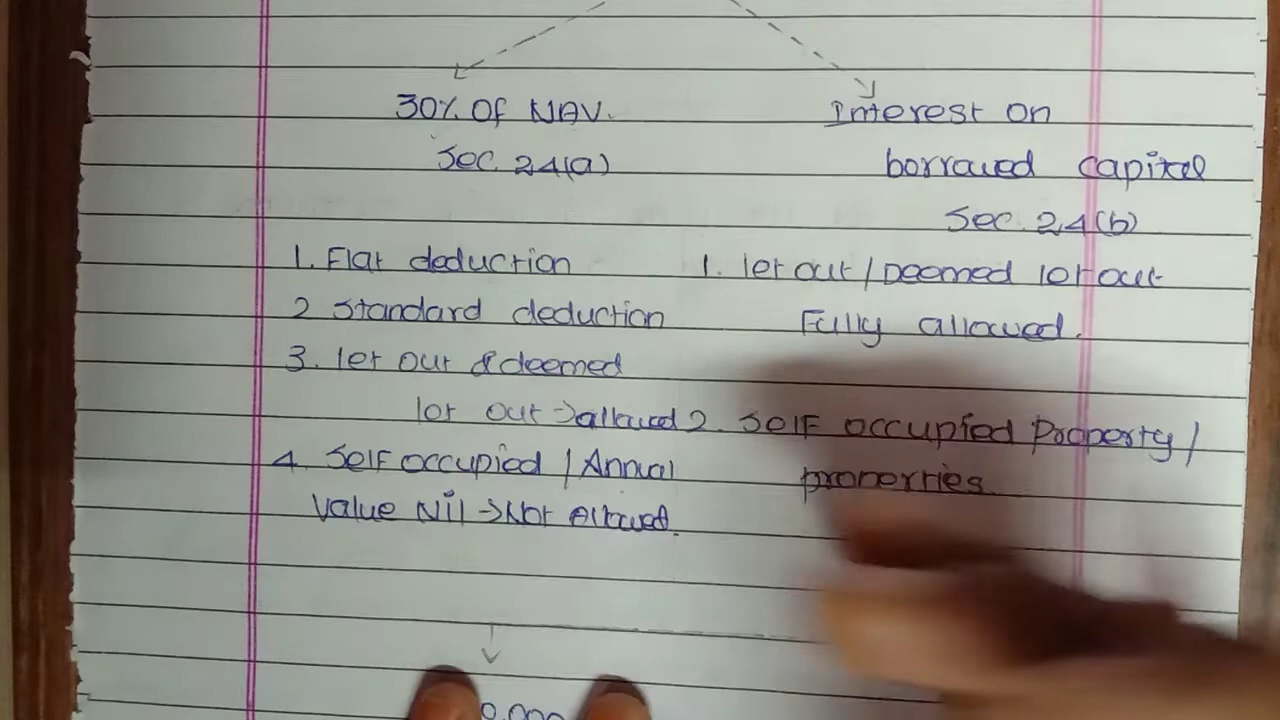 30% Of NAV.
Sec. 24(a)
1. Flat deduction
2 Standard deduction
3. let out & deemed
lot out → allowed
4. Self occupied / Annual
Value Nil → Not Allowed.
Interest on
borrowed capital
Sec. 24(b)
1. let out / Deemed lot out
Fully allowed.
2. Self occupied Property /
properties